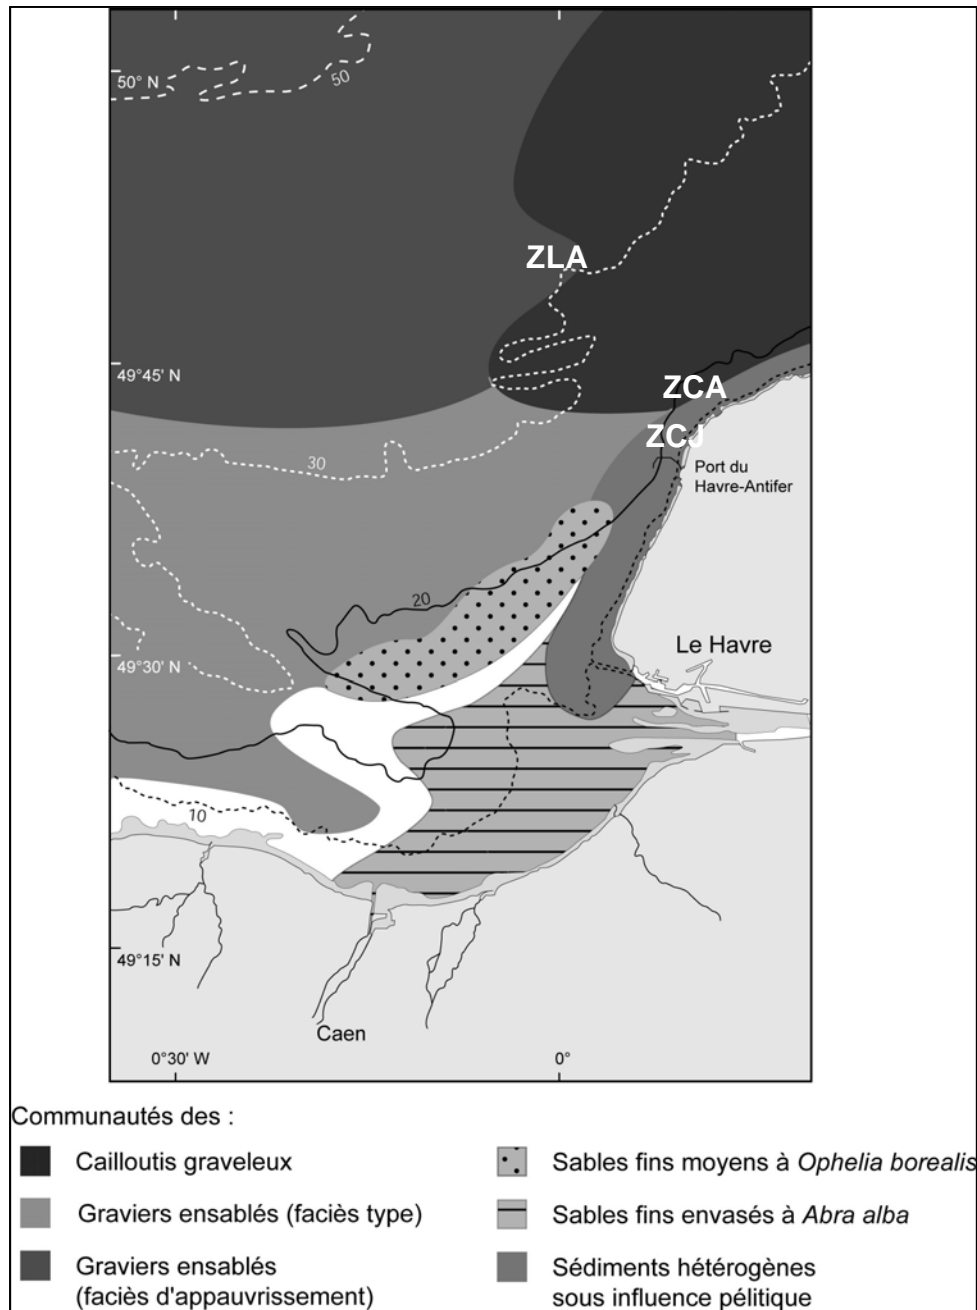 50° N
50
ZLA
49°45' N
ZCA
ZCJ
30
Port du
Havre-Antifer
20
Le Havre
49°30' N
10
49°15' N
Caen
0°30' W
0°
Communautés des :
Cailloutis graveleux
Graviers ensablés (faciès type)
Graviers ensablés
(faciès d'appauvrissement)
Sables fins moyens à Ophelia borealis
Sables fins envasés à Abra alba
Sédiments hétérogènes
sous influence pélitique